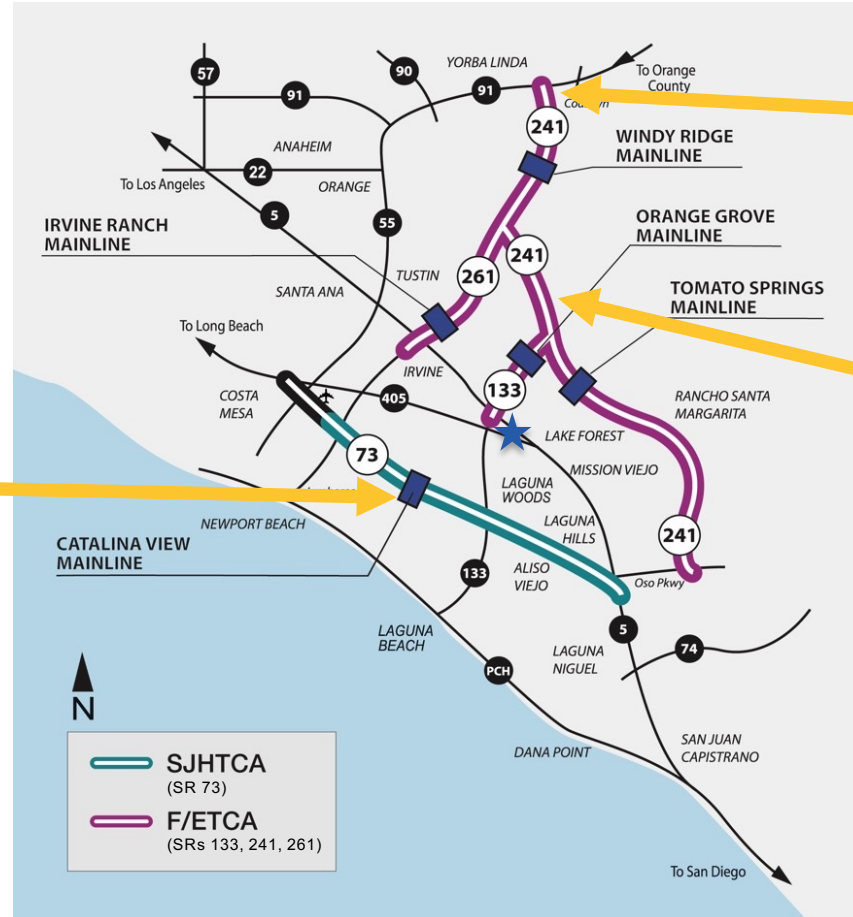 YORBA LINDA
To Orange
County
57
90
91
91
241
WINDY RIDGE
MAINLINE
ANAHEIM
22
To Los Angeles
ORANGE
5
55
ORANGE GROVE
MAINLINE
IRVINE RANCH
MAINLINE
241
TUSTIN
261
TOMATO SPRINGS
MAINLINE
SANTA ANA
To Long Beach
IRVINE
COSTA
MESA
405
133
RANCHO SANTA
MARGARITA
LAKE FOREST
73
MISSION VIEJO
LAGUNA
WOODS
NEWPORT BEACH
LAGUNA
HILLS
241
CATALINA VIEW
MAINLINE
133
ALISO
VIEJO
Oso Pkwy
LAGUNA
BEACH
5
LAGUNA
NIGUEL
74
PCH
N
DANA POINT
SAN JUAN
CAPISTRANO
SJHTCA
(SR 73)
F/ETCA
(SRs 133, 241, 261)
To San Diego